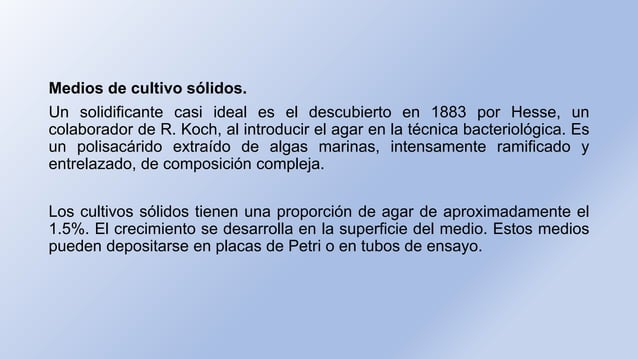 Medios de cultivo sólidos.
Un solidificante casi ideal es el descubierto en 1883 por Hesse, un
colaborador de R. Koch, al introducir el agar en la técnica bacteriológica. Es
un polisacárido extraído de algas marinas, intensamente ramificado y
entrelazado, de composición compleja.
Los cultivos sólidos tienen una proporción de agar de aproximadamente el
1.5%. El crecimiento se desarrolla en la superficie del medio. Estos medios
pueden depositarse en placas de Petri o en tubos de ensayo.